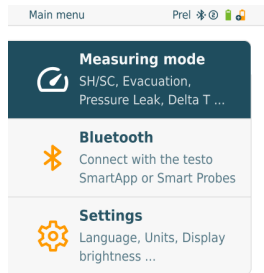 Main menu
Prel
Measuring mode
SH/SC, Evacuation,
Pressure Leak, Delta T ...
Bluetooth
Connect with the testo
SmartApp or Smart Probes
Settings
Language, Units, Display
brightness ...